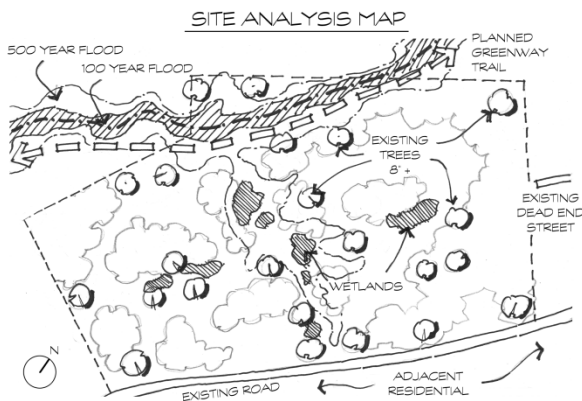 SITE ANALYSIS MAP
500 YEAR FLOOD
100 YEAR FLOOD
PLANNED
GREENWAY
TRAIL
EXISTING
TREES
8" +
EXISTING
DEAD END
STREET
WETLANDS
N
EXISTING ROAD
ADJACENT
RESIDENTIAL